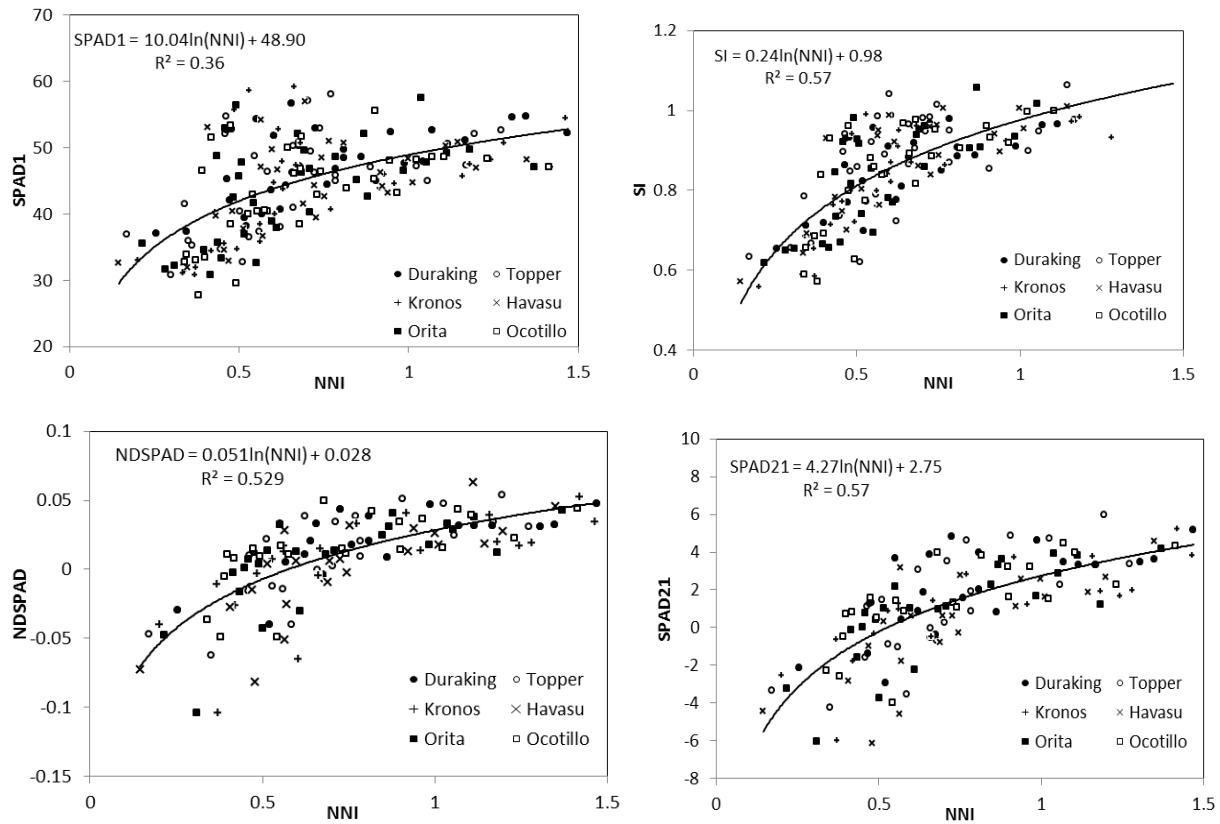 70
60
50
40
30
20
SPAD1
SPAD1 = 10.04ln(NNI) + 48.90
R² = 0.36
Duraking Topper
Kronos Havasu
Orita Ocotillo
0 0.5 1 1.5
NNI
1.2
1
0.8
0.6
0.4
SI
SI = 0.24ln(NNI) + 0.98
R² = 0.57
Duraking Topper
Kronos Havasu
Orita Ocotillo
0 0.5 1 1.5
NNI
0.1
0.05
0
-0.05
-0.1
-0.15
NDSPAD
NDSPAD = 0.051ln(NNI) + 0.028
R² = 0.529
Duraking Topper
Kronos Havasu
Orita Ocotillo
0 0.5 1 1.5
NNI
10
8
6
4
2
0
-2
-4
-6
-8
SPAD21
SPAD21 = 4.27ln(NNI) + 2.75
R² = 0.57
Duraking Topper
Kronos Havasu
Orita Ocotillo
0 0.5 1 1.5
NNI